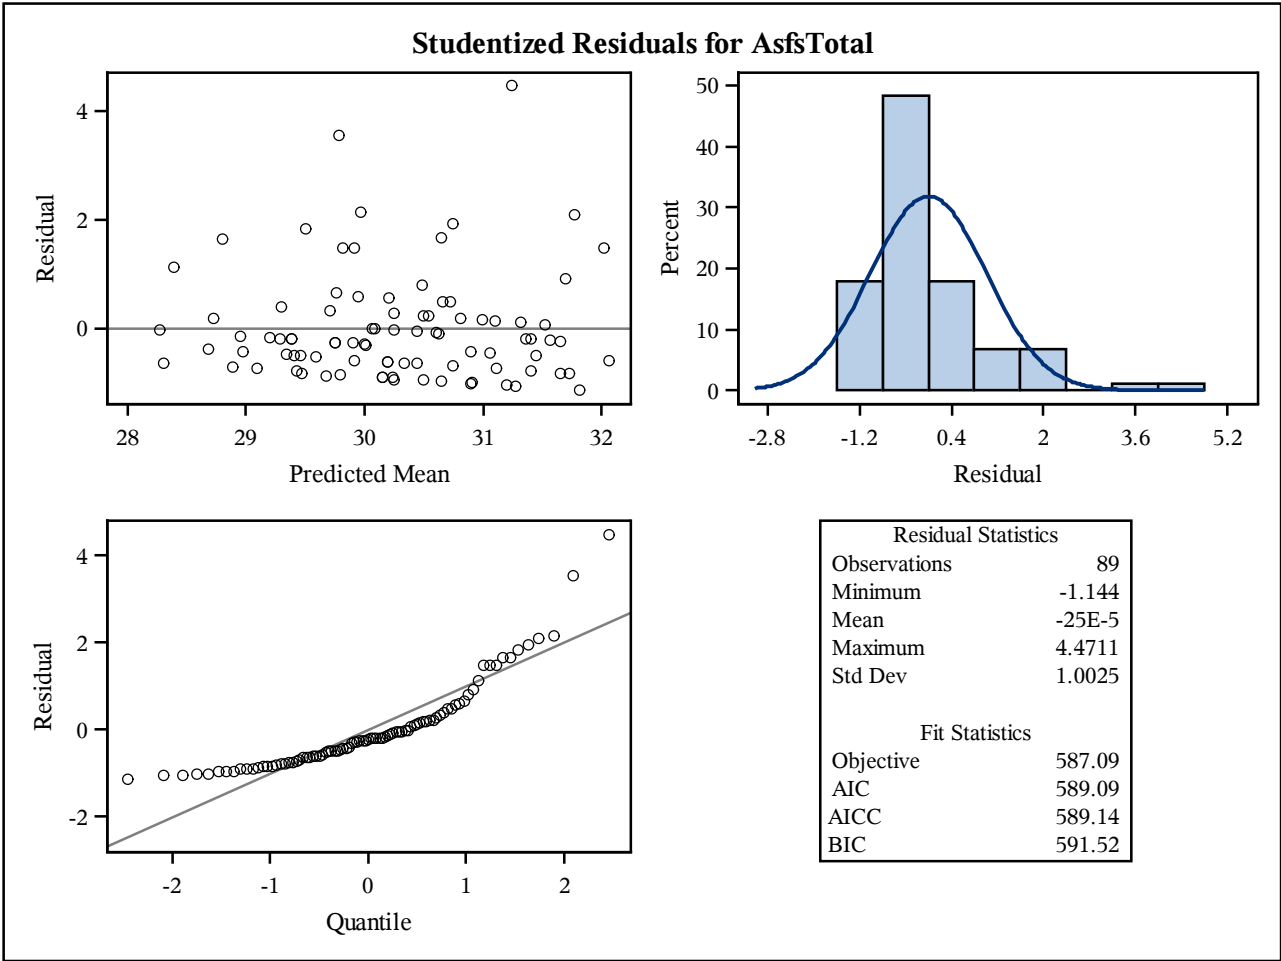 Studentized Residuals for AsfsTotal
4
2
0
Residual
28 29 30 31 32
Predicted Mean
50
40
30
20
10
0
Percent
-2.8 -1.2 0.4 2 3.6 5.2
Residual
4
2
0
-2
Residual
-2 -1 0 1 2
Quantile
Residual Statistics
Observations 89
Minimum -1.144
Mean -25E-5
Maximum 4.4711
Std Dev 1.0025
Fit Statistics
Objective 587.09
AIC 589.09
AICC 589.14
BIC 591.52